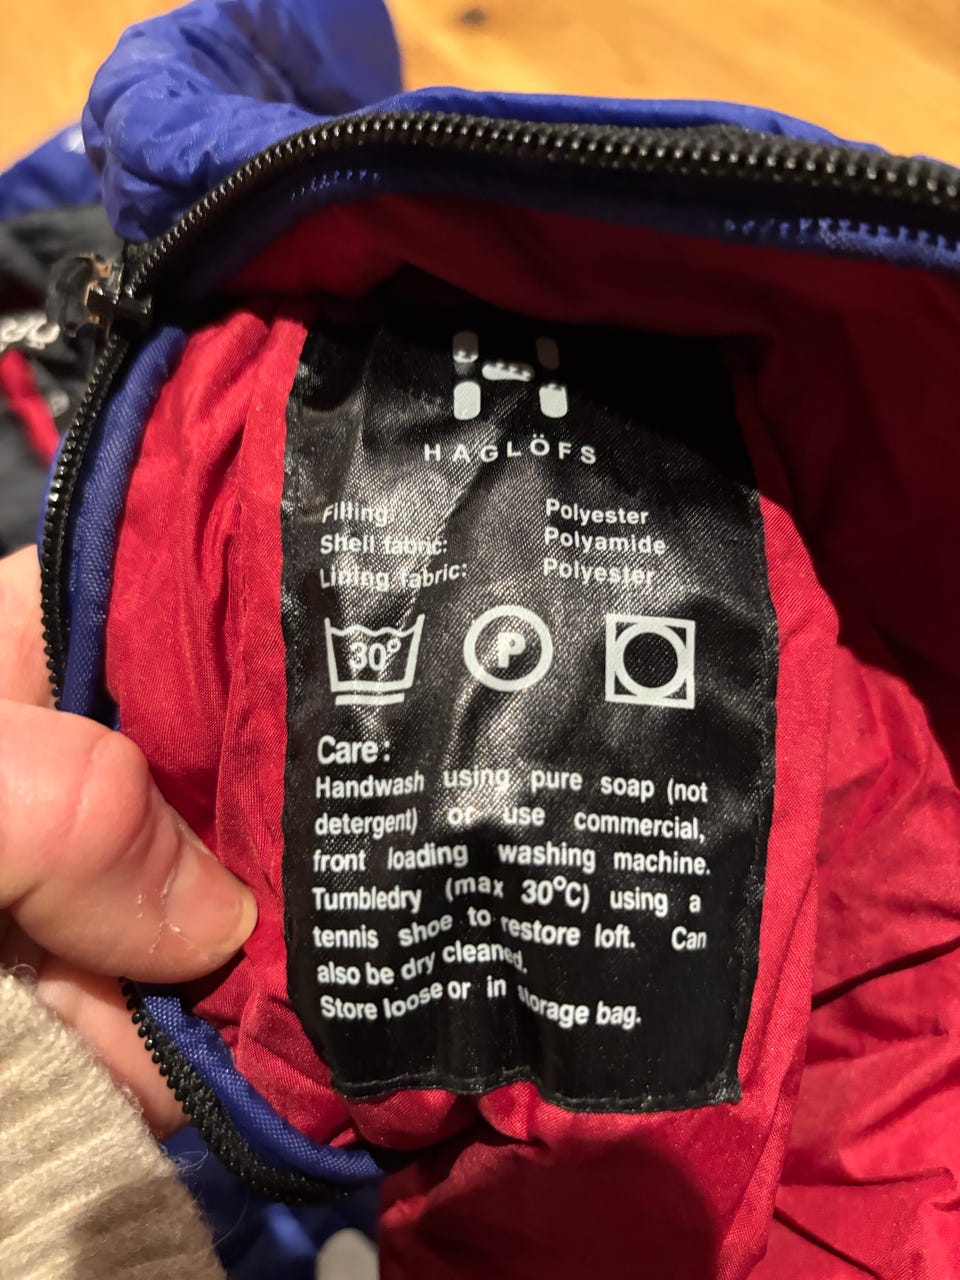 HAGLÖFS
Filling: Polyester
Shell fabric: Polyamide
Lining fabric: Polyester
30°
P
Care:
Handwash using pure soap (not
detergent) or use commercial,
front loading washing machine.
Tumbledry (max 30°C) using a
tennis shoe to restore loft. Can
also be dry cleaned.
Store loose or in storage bag.